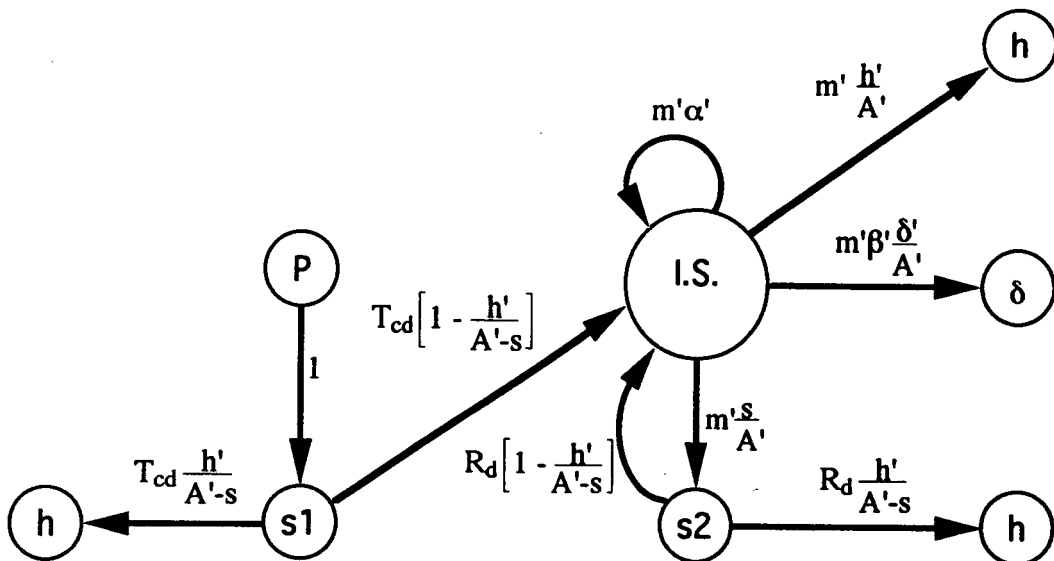 h
m' h'/A'
m'α'
P
I.S.
m'β' δ'/A'
δ
T_cd[1 - h'/A'-s]
1
m' s/A'
R_d[1 - h'/A'-s]
T_cd h'/A'-s
R_d h'/A'-s
h
s1
s2
h